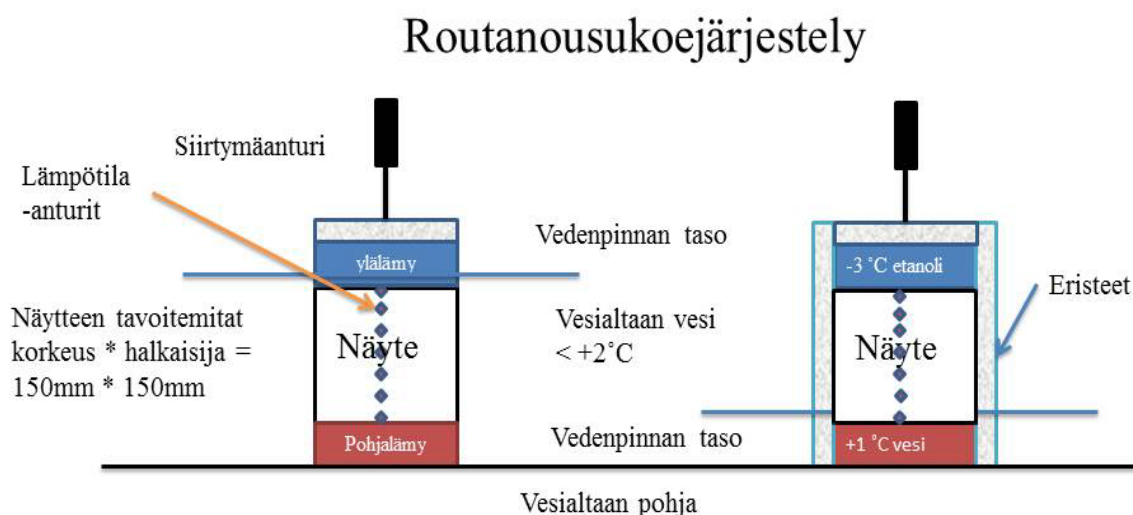 Routanousukoejärjestely
Siirtymäanturi
Lämpötila
-anturit
Vedenpinnan taso
ylälämy
-3 ˚C etanoli
Eristeet
Näytteen tavoitemitat
korkeus * halkaisija =
150mm * 150mm
Näyte
Vesialtaan vesi
< +2˚C
Näyte
Pohjalämy
Vedenpinnan taso
+1 ˚C vesi
Vesialtaan pohja